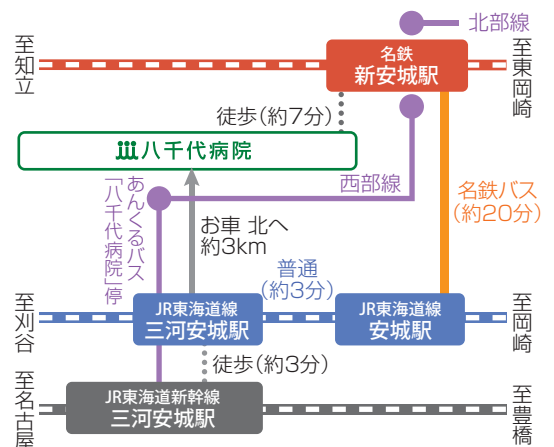 北部線
至知立
名鉄
新安城駅
至東岡崎
徒歩（約7分）
八千代病院
あんくるバス
「八千代病院」停
西部線
名鉄バス
（約20分）
お車 北へ
約3km
普通
（約3分）
至刈谷
JR東海道線
三河安城駅
JR東海道線
安城駅
至岡崎
徒歩（約3分）
至名古屋
JR東海道新幹線
三河安城駅
至豊橋